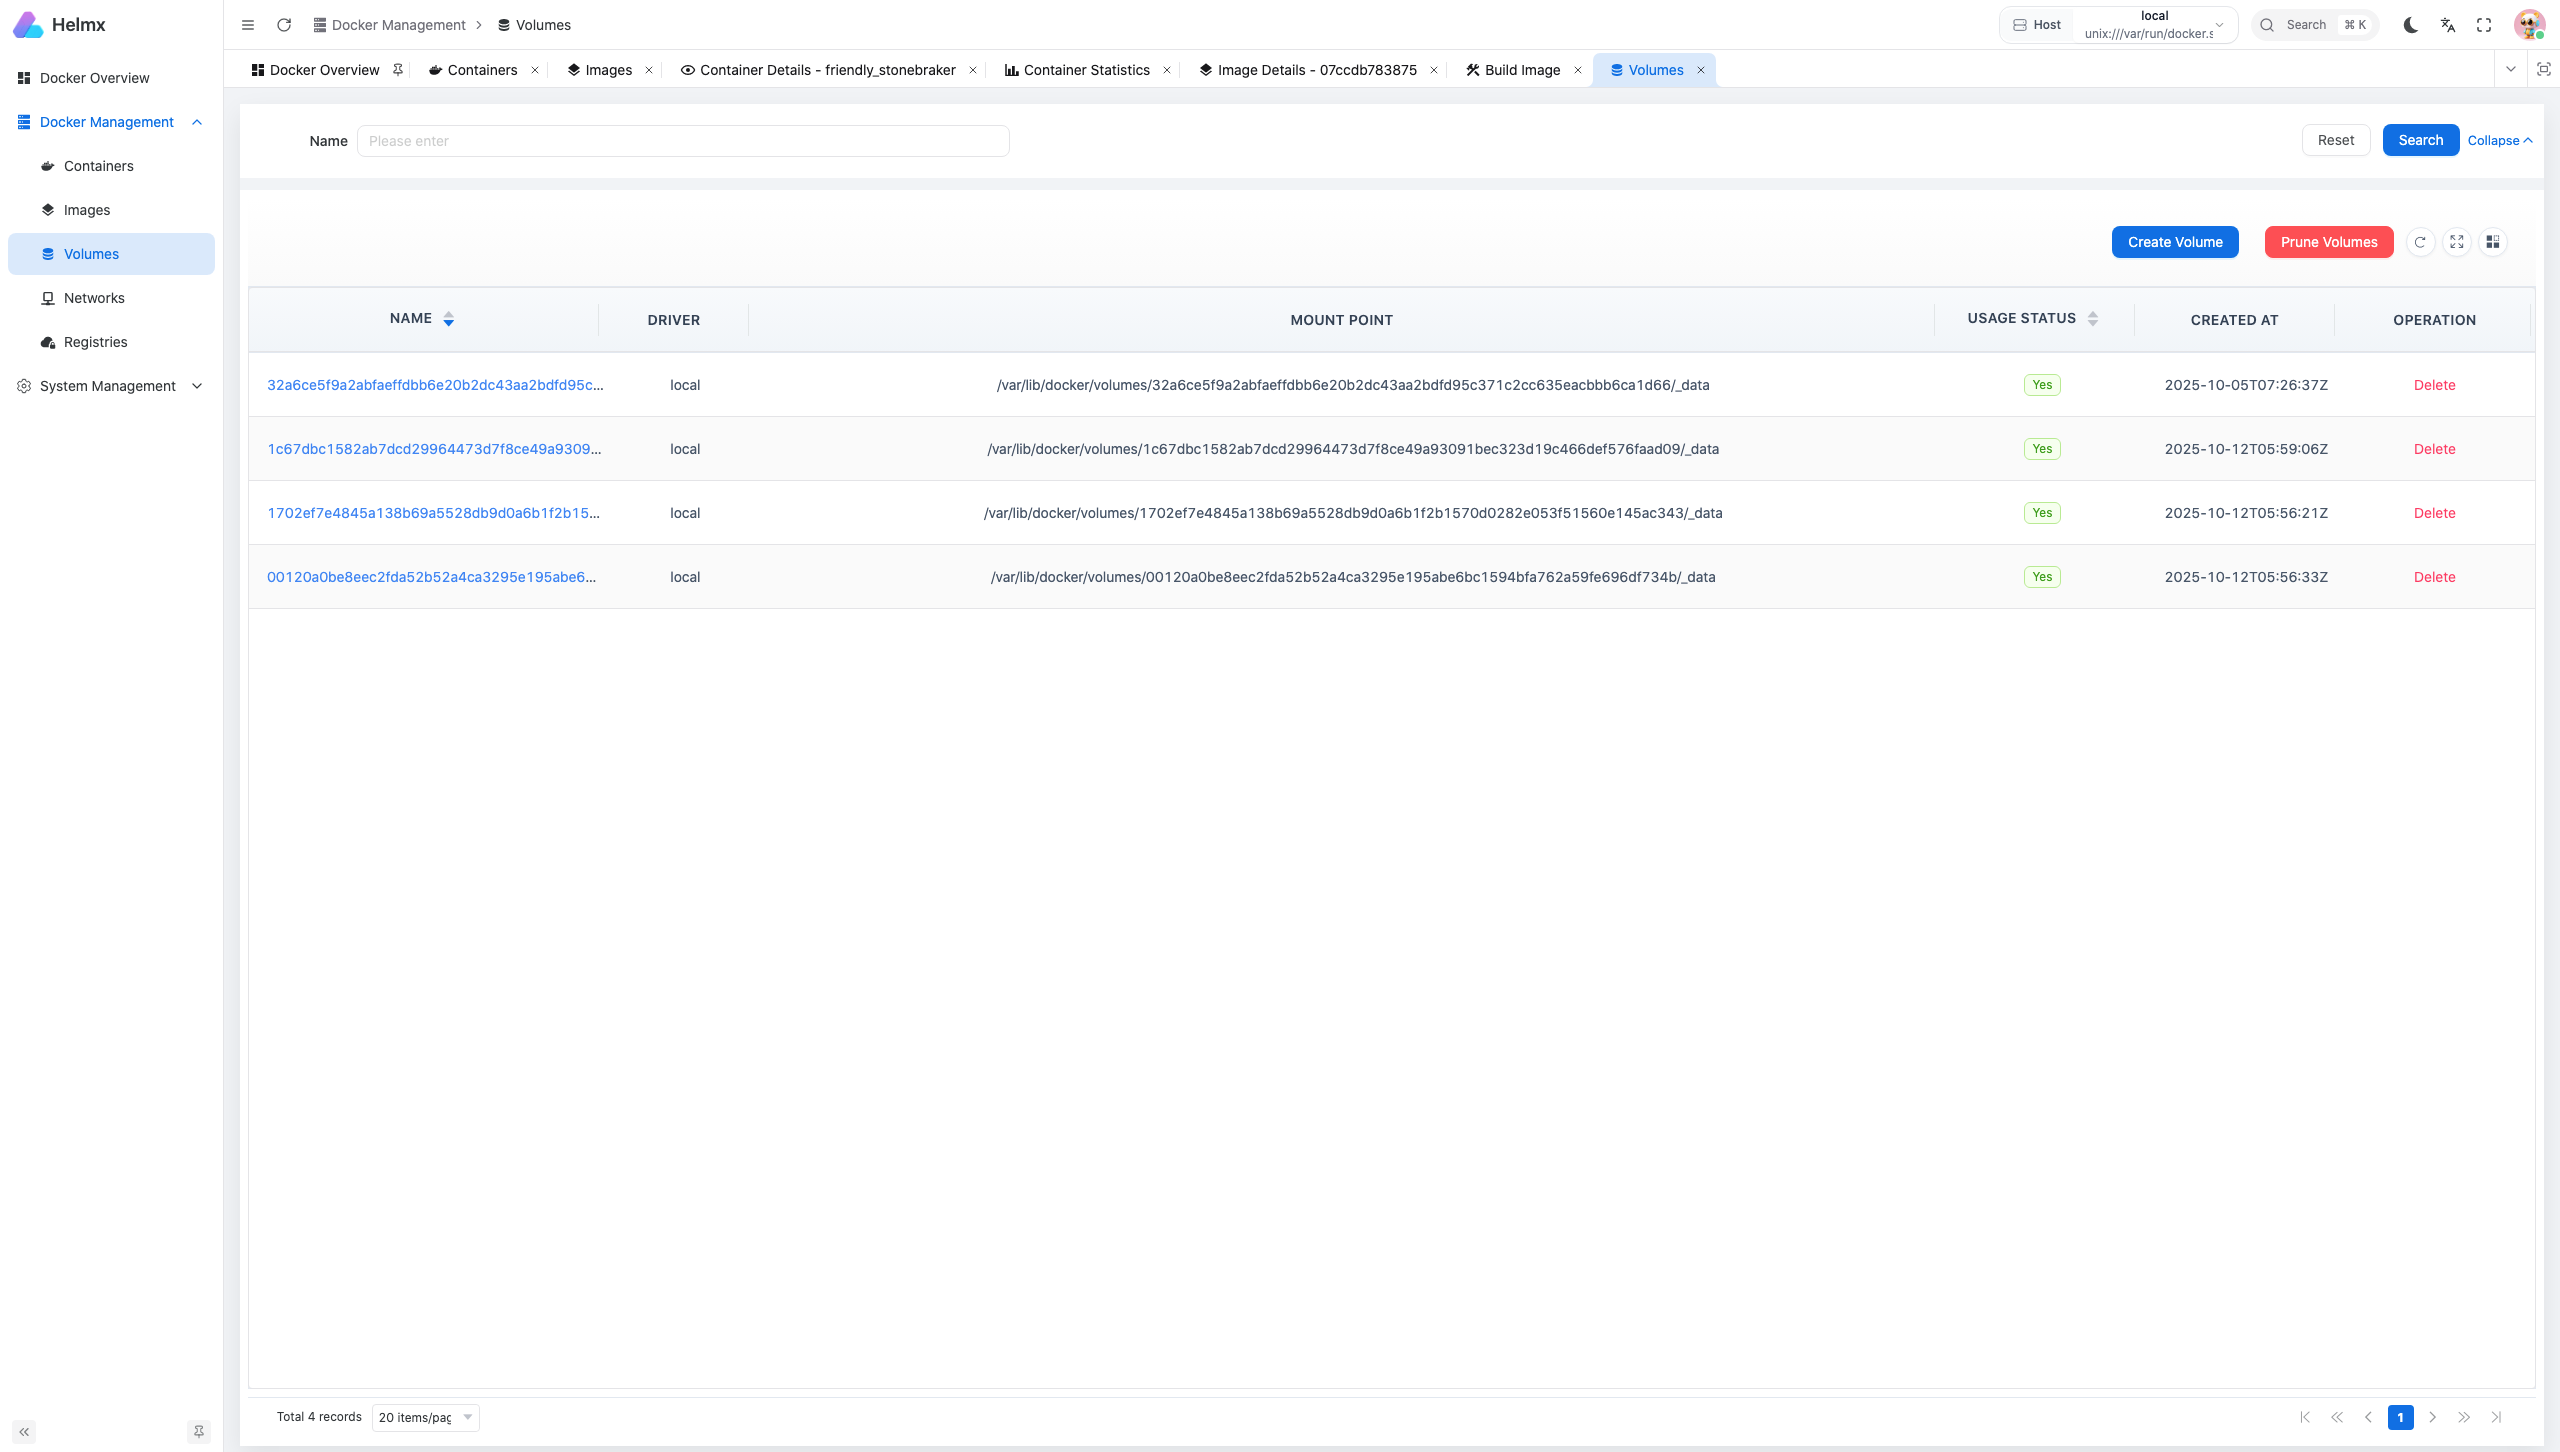 Helmx
Docker Management
Volumes
Host
local
unix:///var/run/docker.s
Search
⌘ K
Docker Overview
Containers
Images
Container Details - friendly_stonebraker
Container Statistics
Image Details - 07ccdb783875
Build Image
Volumes
Docker Overview
Docker Management
Containers
Images
Volumes
Networks
Registries
System Management
Name
Please enter
Reset
Search
Collapse
Create Volume
Prune Volumes
NAME DRIVER MOUNT POINT USAGE STATUS CREATED AT OPERATION
32a6ce5f9a2abfaeffdbb6e20b2dc43aa2bdfd95c... local /var/lib/docker/volumes/32a6ce5f9a2abfaeffdbb6e20b2dc43aa2bdfd95c371c2cc635eacbbb6ca1d66/_data Yes 2025-10-05T07:26:37Z Delete
1c67dbc1582ab7dcd29964473d7f8ce49a9309... local /var/lib/docker/volumes/1c67dbc1582ab7dcd29964473d7f8ce49a93091bec323d19c466def576faad09/_data Yes 2025-10-12T05:59:06Z Delete
1702ef7e4845a138b69a5528db9d0a6b1f2b15... local /var/lib/docker/volumes/1702ef7e4845a138b69a5528db9d0a6b1f2b1570d0282e053f51560e145ac343/_data Yes 2025-10-12T05:56:21Z Delete
00120a0be8eec2fda52b52a4ca3295e195abe6... local /var/lib/docker/volumes/00120a0be8eec2fda52b52a4ca3295e195abe6bc1594bfa762a59fe696df734b/_data Yes 2025-10-12T05:56:33Z Delete
Total 4 records
20 items/pag
1